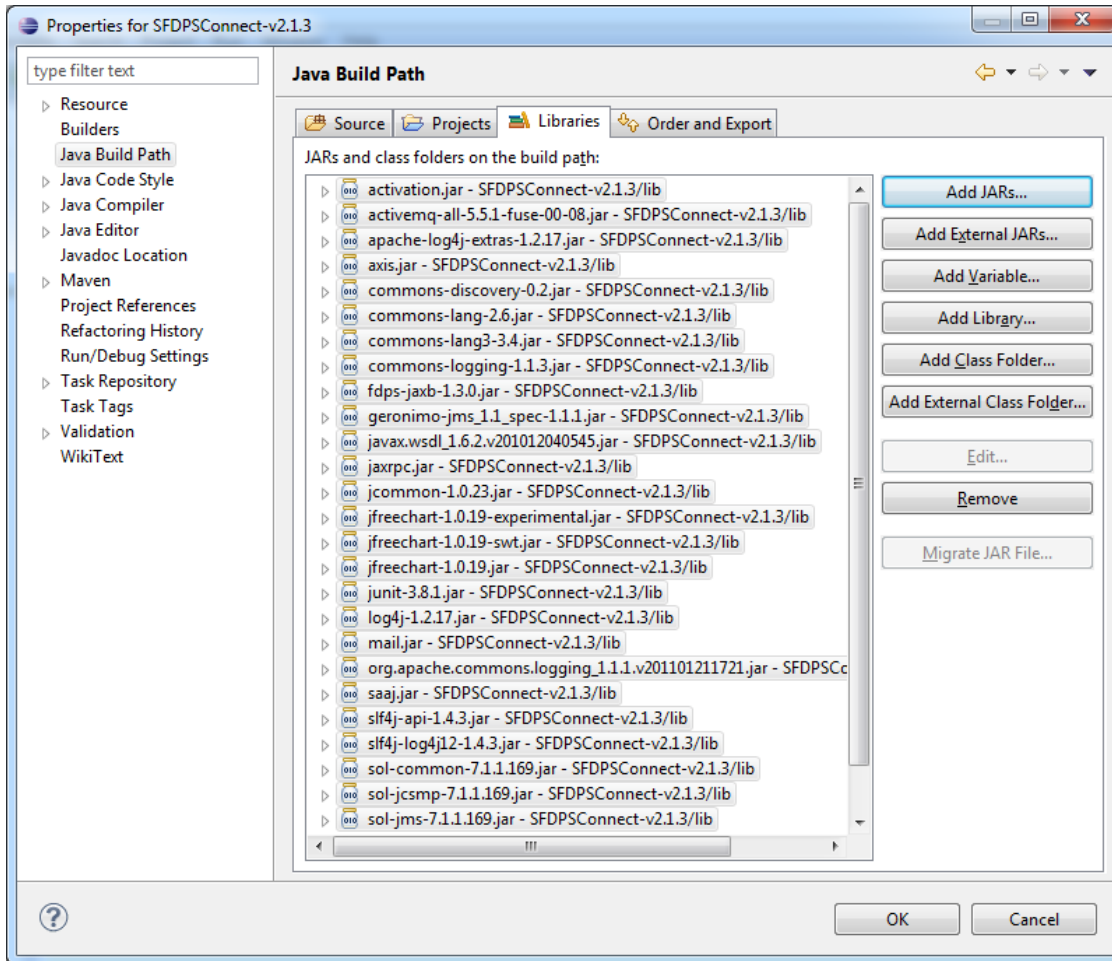 Properties for SFDPSConnect-v2.1.3
type filter text
Resource
Builders
Java Build Path
Java Code Style
Java Compiler
Java Editor
Javadoc Location
Maven
Project References
Refactoring History
Run/Debug Settings
Task Repository
Task Tags
Validation
WikiText
Java Build Path
Source
Projects
Libraries
Order and Export
JARs and class folders on the build path:
activation.jar - SFDPSConnect-v2.1.3/lib
activemq-all-5.5.1-fuse-00-08.jar - SFDPSConnect-v2.1.3/lib
apache-log4j-extras-1.2.17.jar - SFDPSConnect-v2.1.3/lib
axis.jar - SFDPSConnect-v2.1.3/lib
commons-discovery-0.2.jar - SFDPSConnect-v2.1.3/lib
commons-lang-2.6.jar - SFDPSConnect-v2.1.3/lib
commons-lang3-3.4.jar - SFDPSConnect-v2.1.3/lib
commons-logging-1.1.3.jar - SFDPSConnect-v2.1.3/lib
fdps-jaxb-1.3.0.jar - SFDPSConnect-v2.1.3/lib
geronimo-jms_1.1_spec-1.1.1.jar - SFDPSConnect-v2.1.3/lib
javax.wsdl_1.6.2.v201012040545.jar - SFDPSConnect-v2.1.3/lib
jaxrpc.jar - SFDPSConnect-v2.1.3/lib
jcommon-1.0.23.jar - SFDPSConnect-v2.1.3/lib
jfreechart-1.0.19-experimental.jar - SFDPSConnect-v2.1.3/lib
jfreechart-1.0.19-swt.jar - SFDPSConnect-v2.1.3/lib
jfreechart-1.0.19.jar - SFDPSConnect-v2.1.3/lib
junit-3.8.1.jar - SFDPSConnect-v2.1.3/lib
log4j-1.2.17.jar - SFDPSConnect-v2.1.3/lib
mail.jar - SFDPSConnect-v2.1.3/lib
org.apache.commons.logging_1.1.1.v201101211721.jar - SFDPSCo
saaj.jar - SFDPSConnect-v2.1.3/lib
slf4j-api-1.4.3.jar - SFDPSConnect-v2.1.3/lib
slf4j-log4j12-1.4.3.jar - SFDPSConnect-v2.1.3/lib
sol-common-7.1.1.169.jar - SFDPSConnect-v2.1.3/lib
sol-jcsmp-7.1.1.169.jar - SFDPSConnect-v2.1.3/lib
sol-jms-7.1.1.169.jar - SFDPSConnect-v2.1.3/lib
Add JARs...
Add External JARs...
Add Variable...
Add Library...
Add Class Folder...
Add External Class Folder...
Edit...
Remove
Migrate JAR File...
OK
Cancel